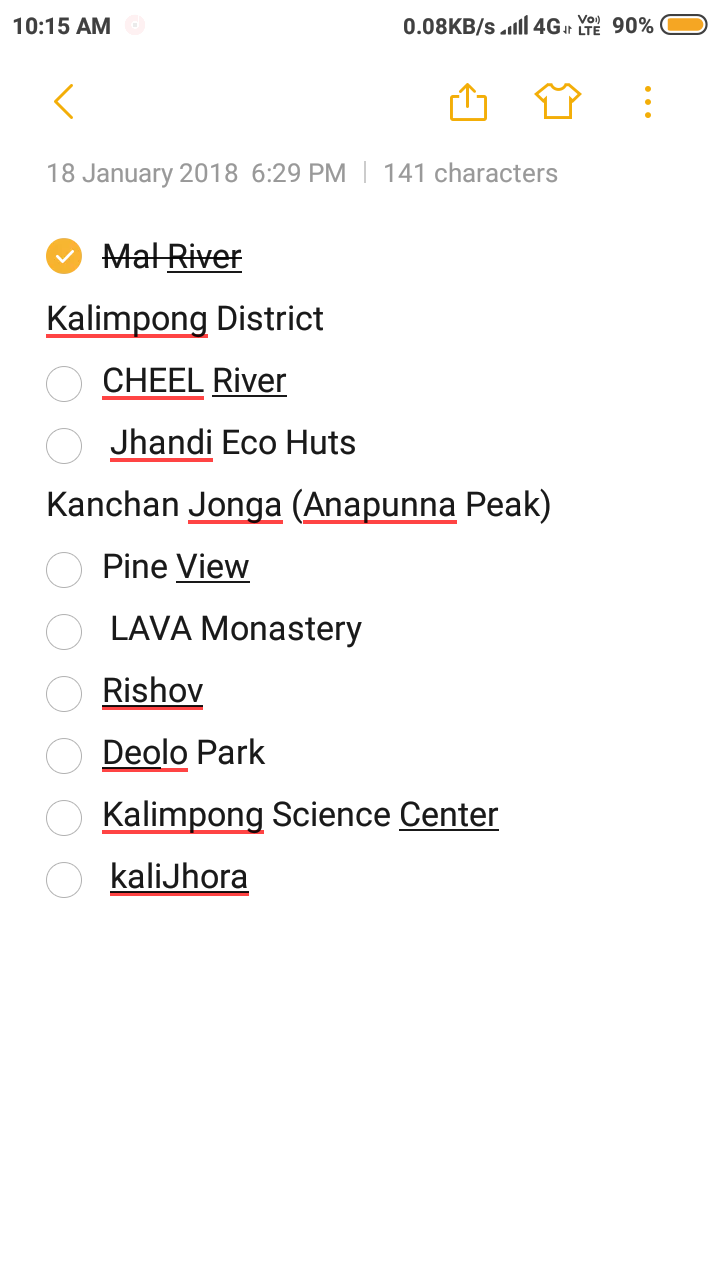 10:15 AM 0.08KB/s 4G VoLTE 90%
18 January 2018 6:29 PM | 141 characters
Mal River
Kalimpong District
CHEEL River
Jhandi Eco Huts
Kanchan Jonga (Anapunna Peak)
Pine View
LAVA Monastery
Rishov
Deolo Park
Kalimpong Science Center
kaliJhora